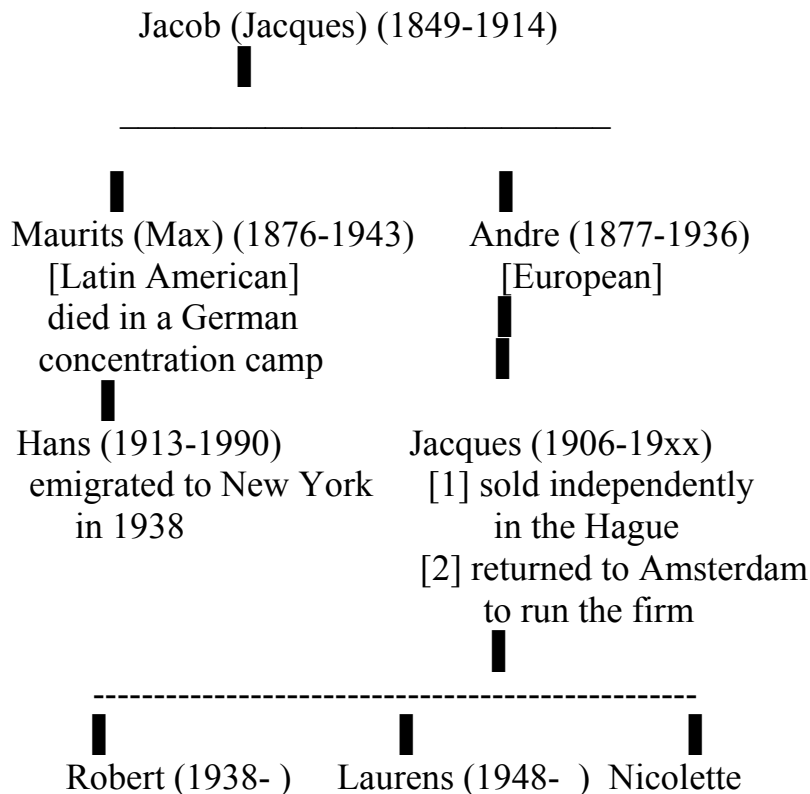 Jacob (Jacques) (1849-1914)
Maurits (Max) (1876-1943) Andre (1877-1936)
[Latin American] [European]
died in a German
concentration camp
Hans (1913-1990) Jacques (1906-19xx)
emigrated to New York [1] sold independently
in 1938 in the Hague
[2] returned to Amsterdam
to run the firm
-------------------------------------------------
Robert (1938- ) Laurens (1948- ) Nicolette